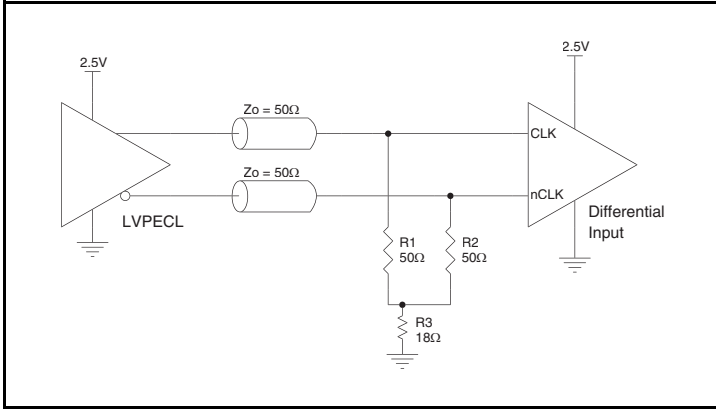 2.5V
2.5V
Zo = 50Ω
CLK
Zo = 50Ω
nCLK
LVPECL
Differential
Input
R1
50Ω
R2
50Ω
R3
18Ω